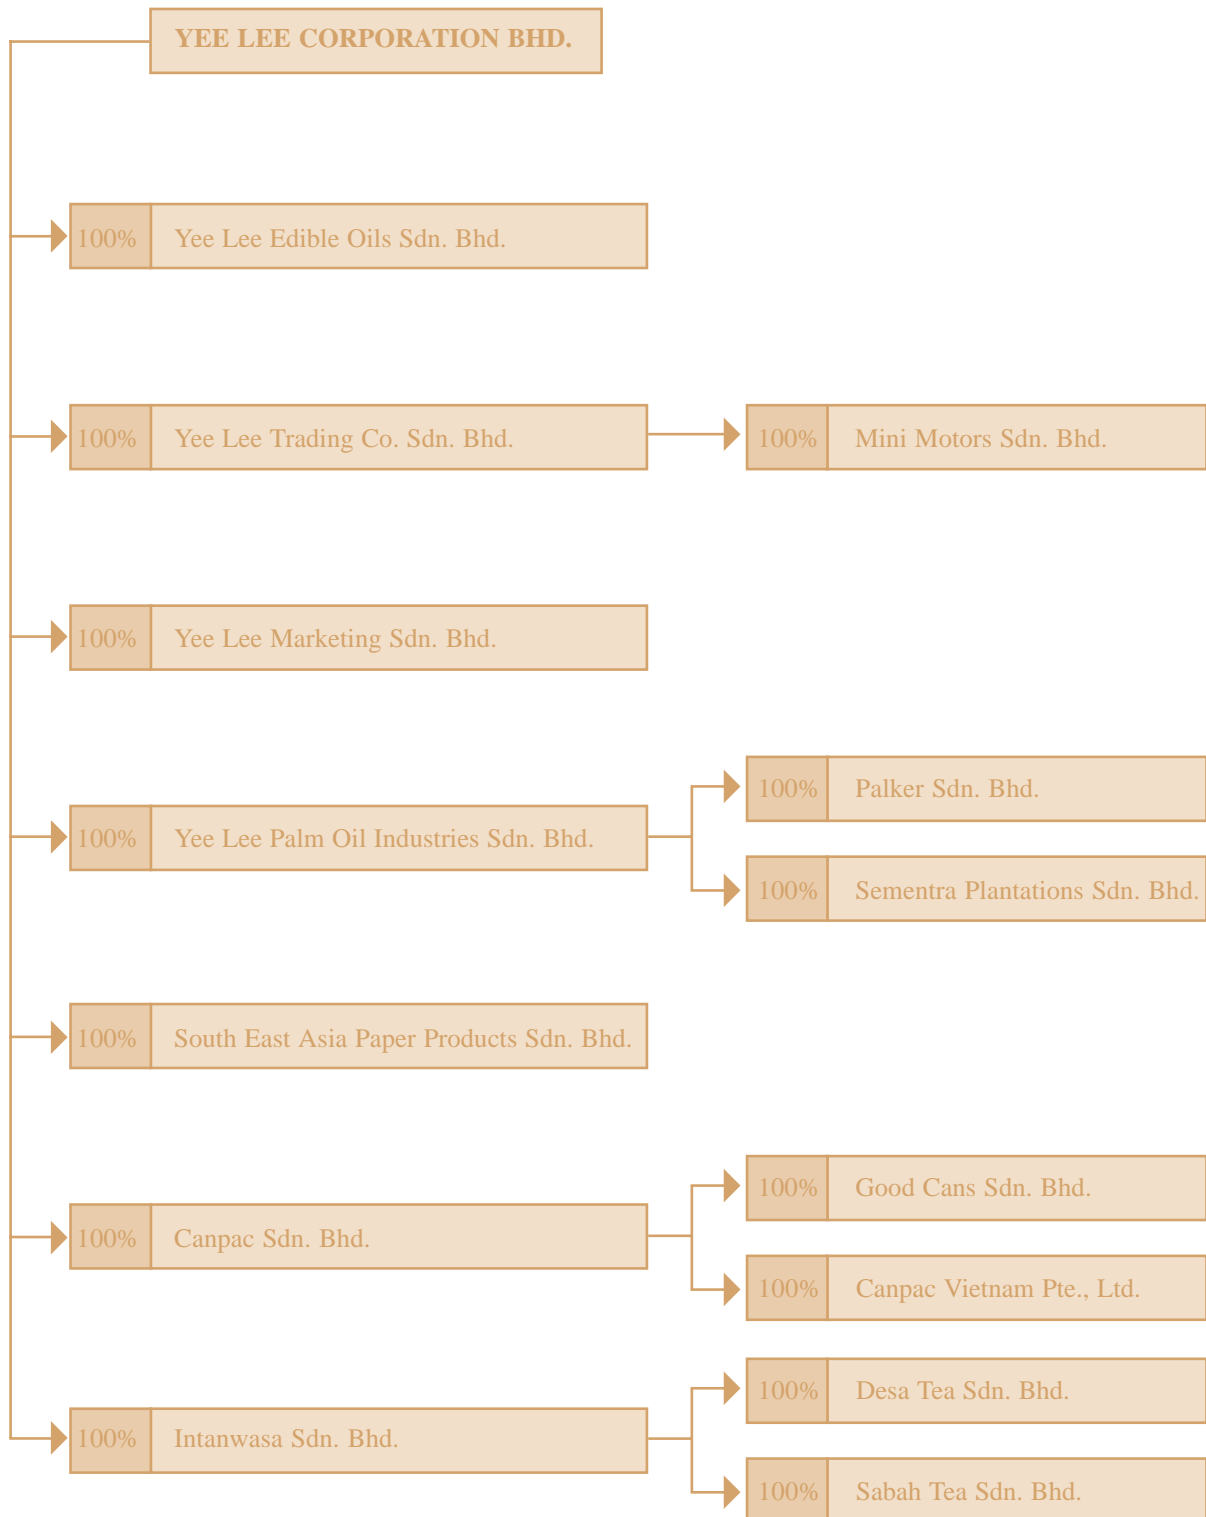 YEE LEE CORPORATION BHD.
100% Yee Lee Edible Oils Sdn. Bhd.
100% Yee Lee Trading Co. Sdn. Bhd.
100% Mini Motors Sdn. Bhd.
100% Yee Lee Marketing Sdn. Bhd.
100% Yee Lee Palm Oil Industries Sdn. Bhd.
100% Palker Sdn. Bhd.
100% Sementra Plantations Sdn. Bhd.
100% South East Asia Paper Products Sdn. Bhd.
100% Canpac Sdn. Bhd.
100% Good Cans Sdn. Bhd.
100% Canpac Vietnam Pte., Ltd.
100% Intanwasa Sdn. Bhd.
100% Desa Tea Sdn. Bhd.
100% Sabah Tea Sdn. Bhd.